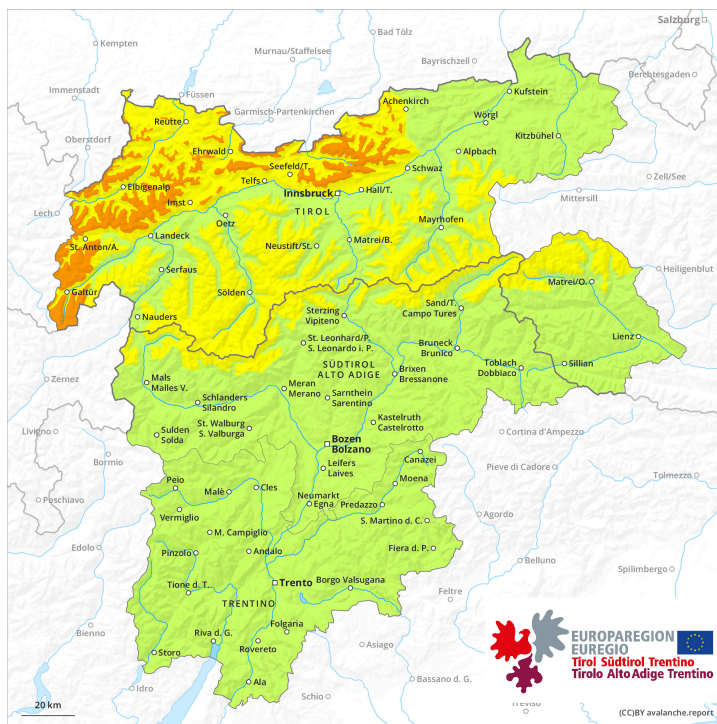 Salzburg
Kempten
Bad Tölz
Murnau/Staffelsee
Bayrischzell
Berchtesgaden
Immenstadt
Füssen
Achenkirch
Kufstein
Garmisch-Partenkirchen
Reutte
Wörgl
Oberstdorf
Ehrwald
Kitzbühel
Alpbach
Seefeld/T.
Schwaz
Zell/See
Elbigenalp
Telfs
Innsbruck
Hall/T.
Mittersill
Lech
Imst
TIROL
Oetz
Mayrhofen
St. Anton/A.
Landeck
Neustift/St.
Matrei/B.
Heiligenblut
Serfaus
Matrei/O.
Galtür
Sölden
Sand/T.
Campo Tures
Nauders
Sterzing
Vipiteno
Lienz
St. Leonhard/P.
S. Leonardo i. P.
Bruneck
Brunico
Toblach
Dobbiaco
Sillian
SÜDTIROL
ALTO ADIGE
Brixen
Bressanone
Zernez
Mals
Malles V.
Meran
Merano
Schlanders
Silandro
Sarnthein
Sarentino
Kastelruth
Castelrotto
Livigno
St. Walburg
S. Valburga
Sulden
Solda
Bozen
Bolzano
Cortina d'Ampezzo
Bormio
Canazei
Pieve di Cadore
Leifers
Laives
Tolmezzo
Poschiavo
Peio
Malè
Cles
Moena
Neumarkt
Egna
Predazzo
Agordo
Vermiglio
S. Martino d. C.
M. Campiglio
Edolo
Pinzolo
Andalo
Fiera d. P.
Belluno
Spilimbergo
Tione d. T.
Trento
Borgo Valsugana
Feltre
TRENTINO
Bienno
Riva d. G.
Folgaria
Storo
Rovereto
Asiago
Idro
Ala
Schio
Bassano d. G.
EUROPAREGION
EUREGIO
Tirol Südtirol Trentino
Tirolo Alto Adige Trentino
Treviso
20 km
(CC)BY avalanche.report